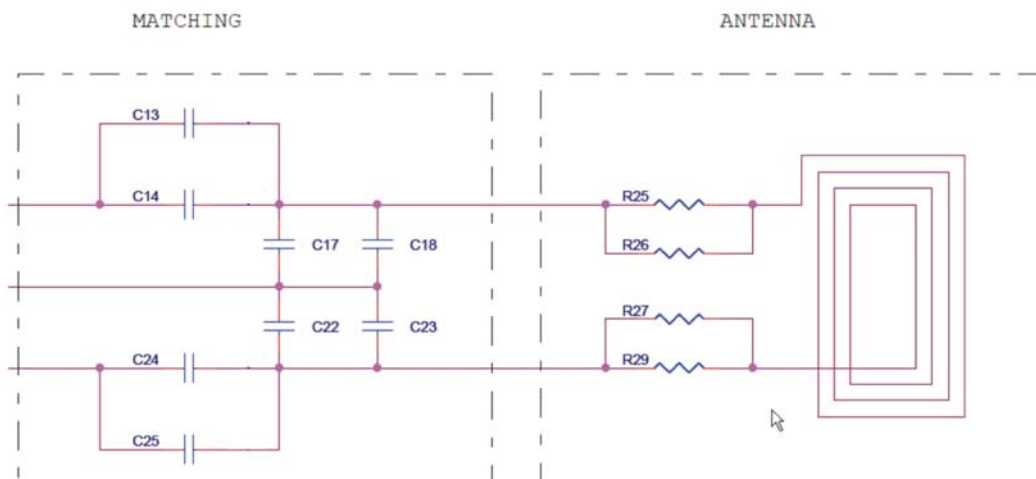 MATCHING ANTENNA
C13
C14 R25
C17 C18 R26
C22 C23 R27
C24 R29
C25